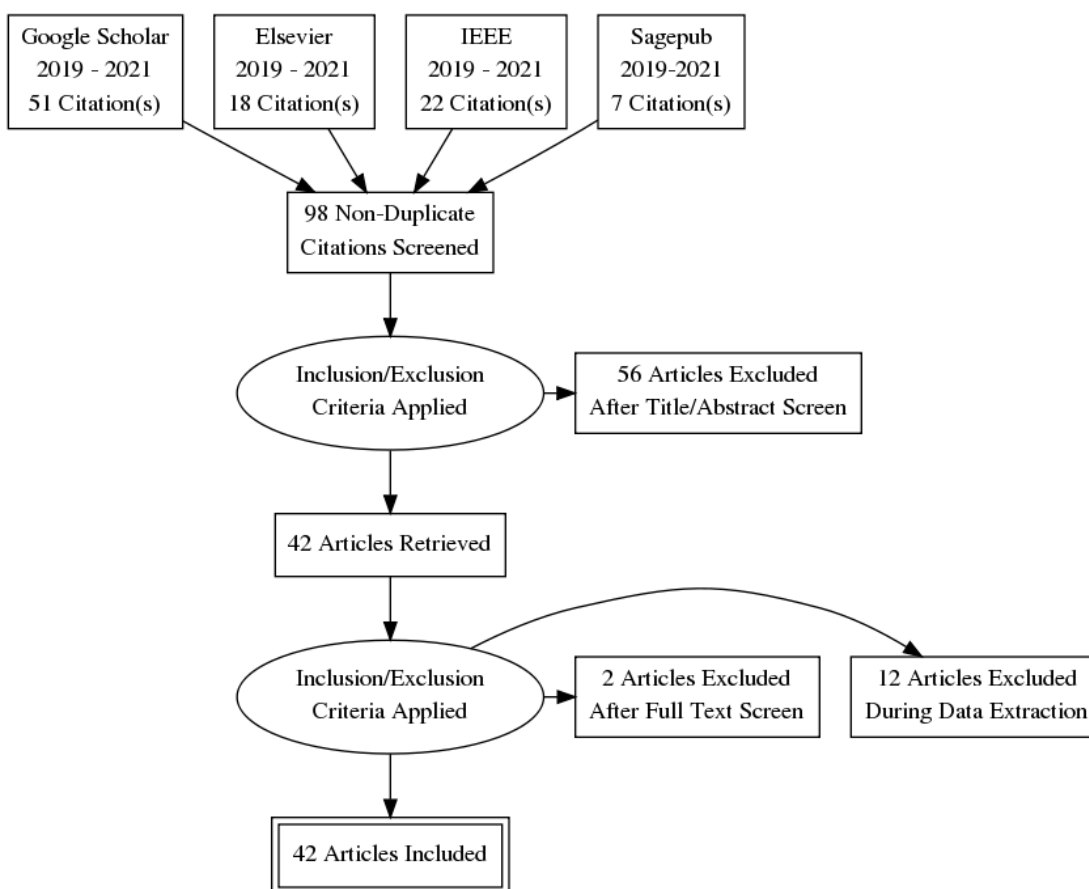 Google Scholar
2019 - 2021
51 Citation(s)
Elsevier
2019 - 2021
18 Citation(s)
IEEE
2019 - 2021
22 Citation(s)
Sagepub
2019-2021
7 Citation(s)
98 Non-Duplicate
Citations Screened
Inclusion/Exclusion
Criteria Applied
56 Articles Excluded
After Title/Abstract Screen
42 Articles Retrieved
Inclusion/Exclusion
Criteria Applied
2 Articles Excluded
After Full Text Screen
12 Articles Excluded
During Data Extraction
42 Articles Included